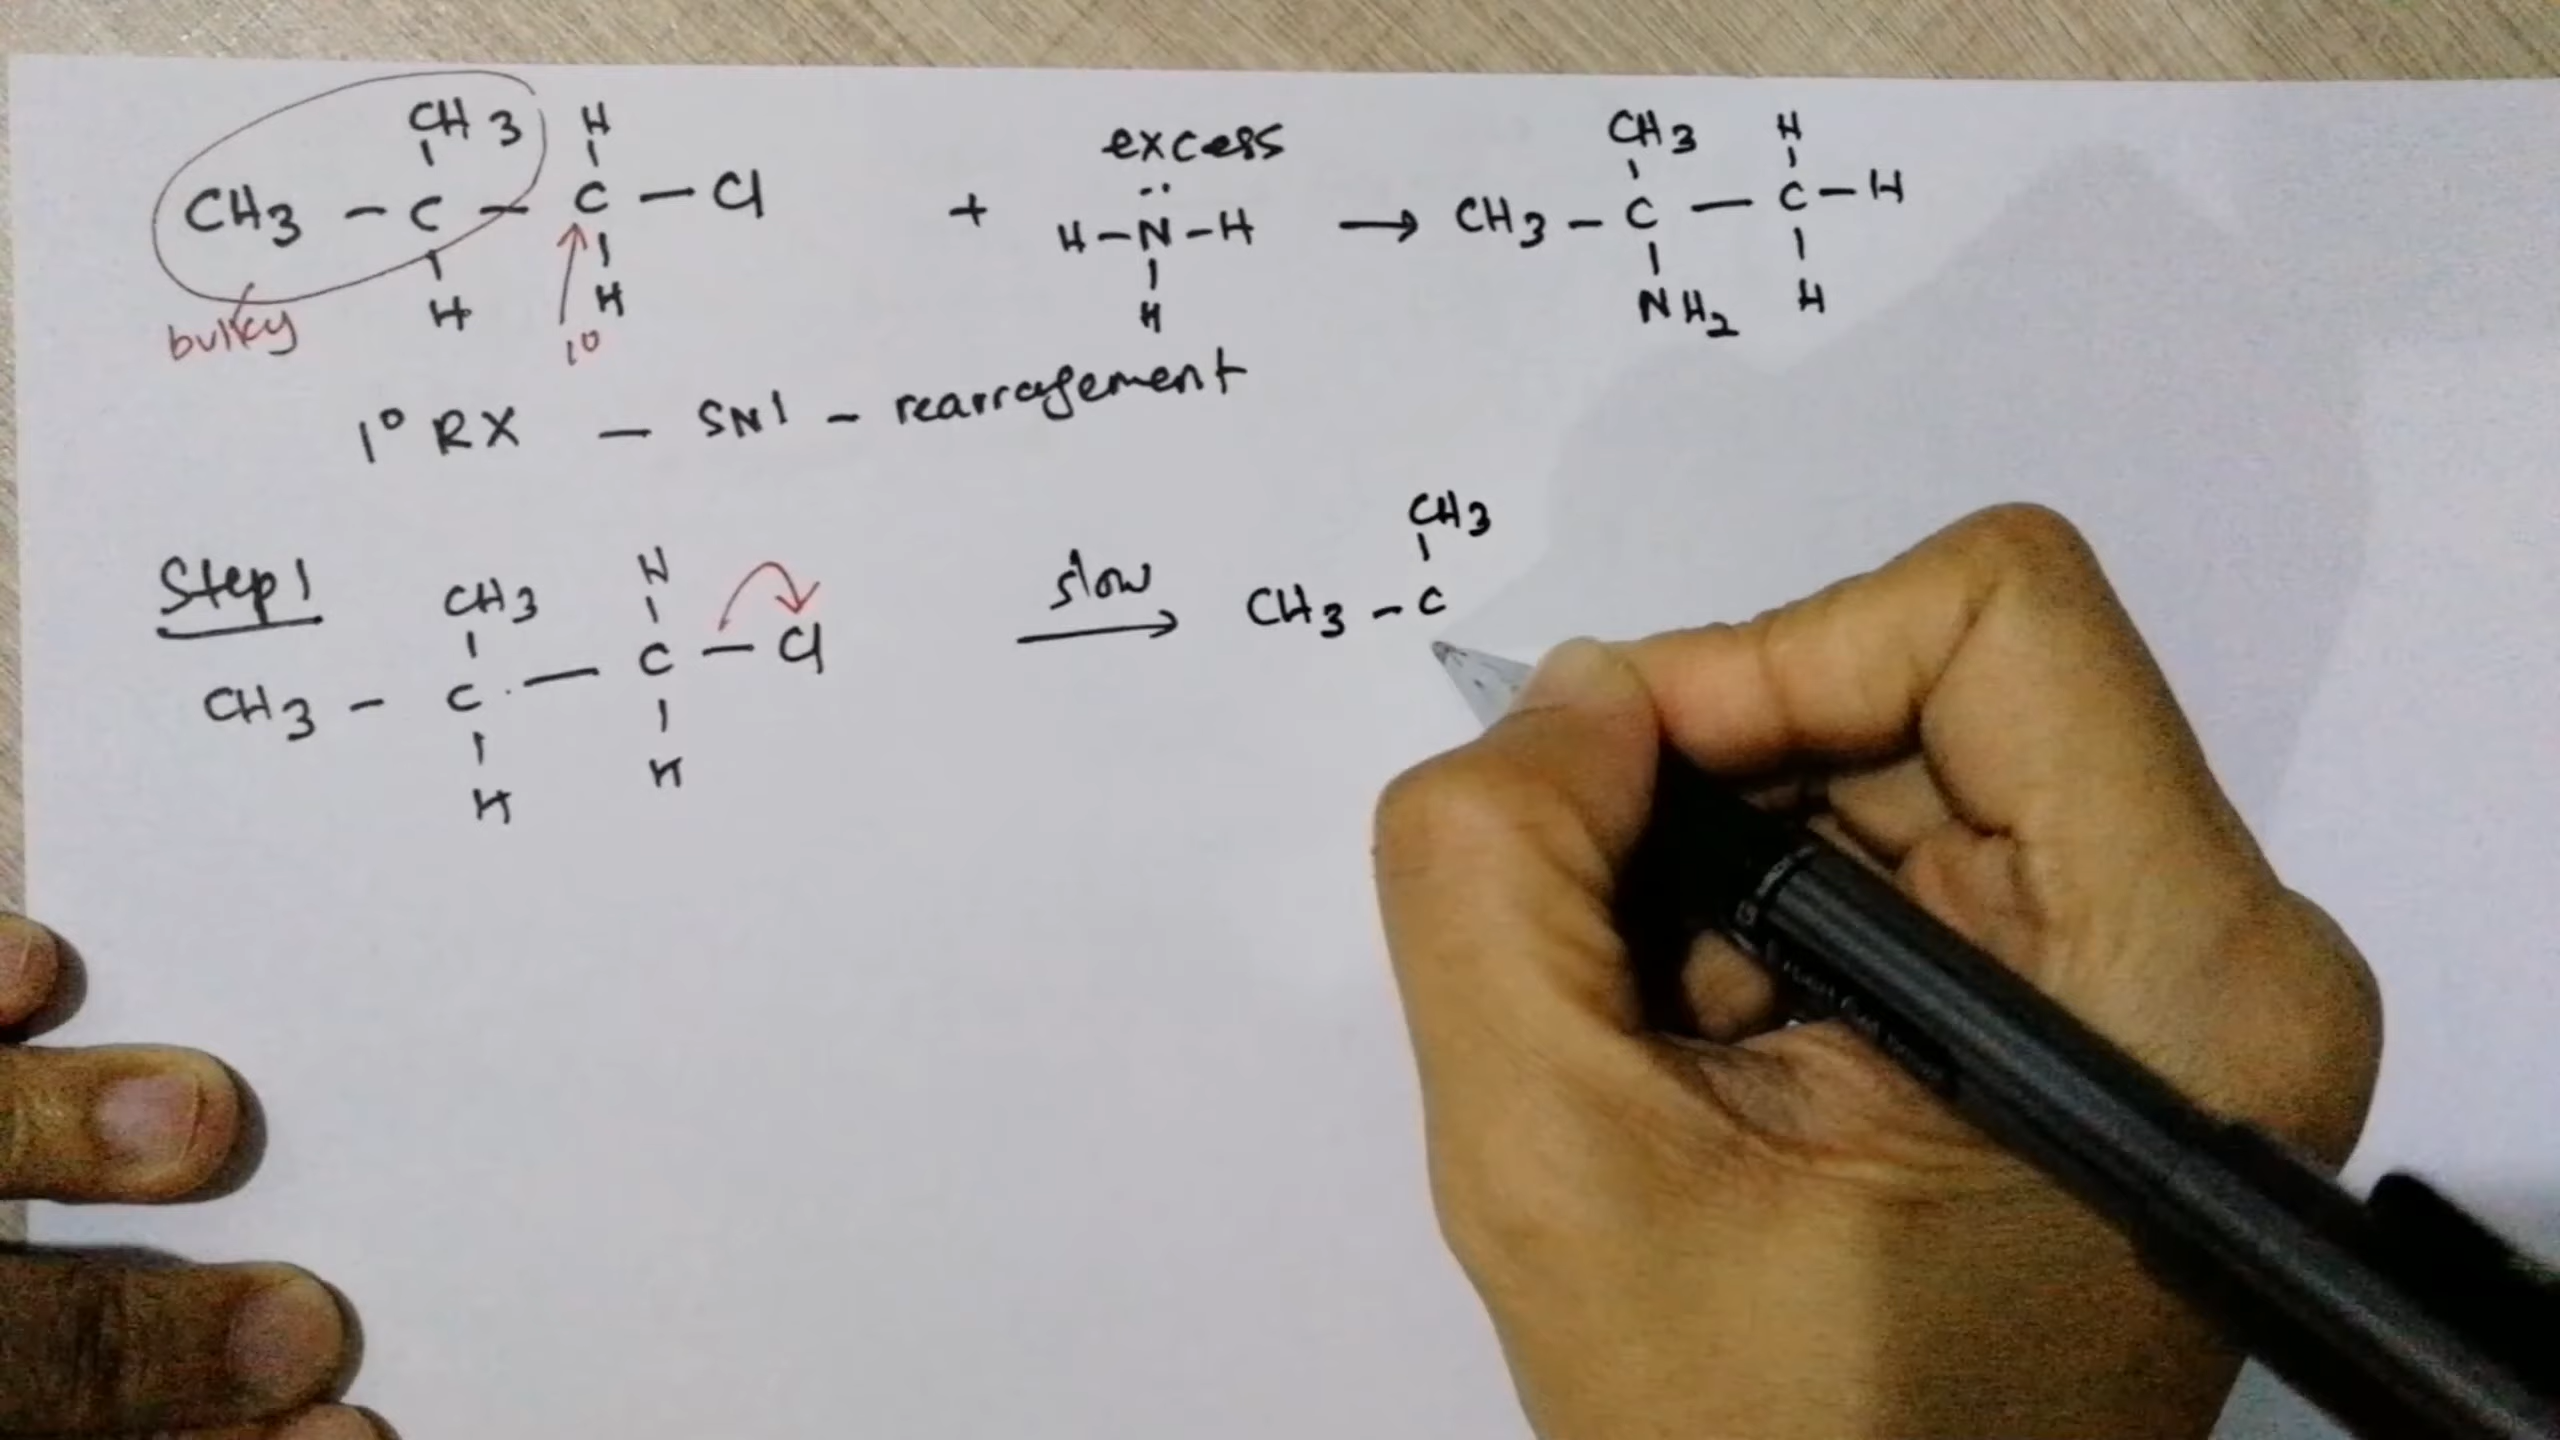 CH3 H excess CH3 H
CH3 - C - C - Cl + H - N̈ - H → CH3 - C - C - H
H H H NH2 H
bulky 1°
1° RX - SN1 - rearragement
Step 1 CH3 H slow CH3
CH3 - C - C - Cl → CH3 - C
H H